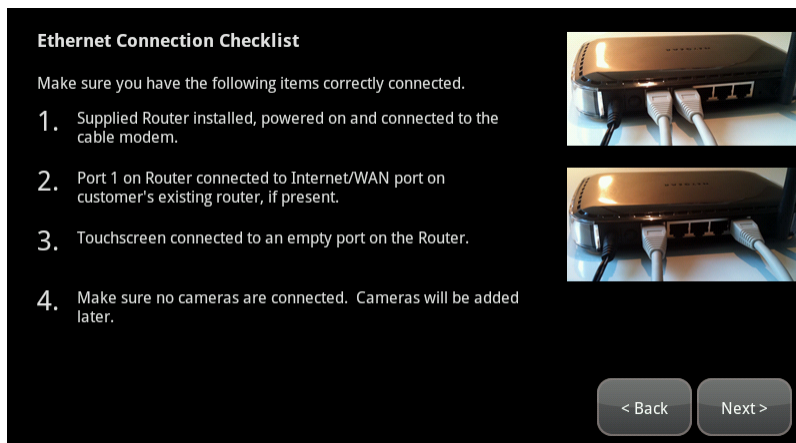 Ethernet Connection Checklist
Make sure you have the following items correctly connected.
1. Supplied Router installed, powered on and connected to the
cable modem.
2. Port 1 on Router connected to Internet/WAN port on
customer's existing router, if present.
3. Touchscreen connected to an empty port on the Router.
4. Make sure no cameras are connected.  Cameras will be added
later.
< Back
Next >